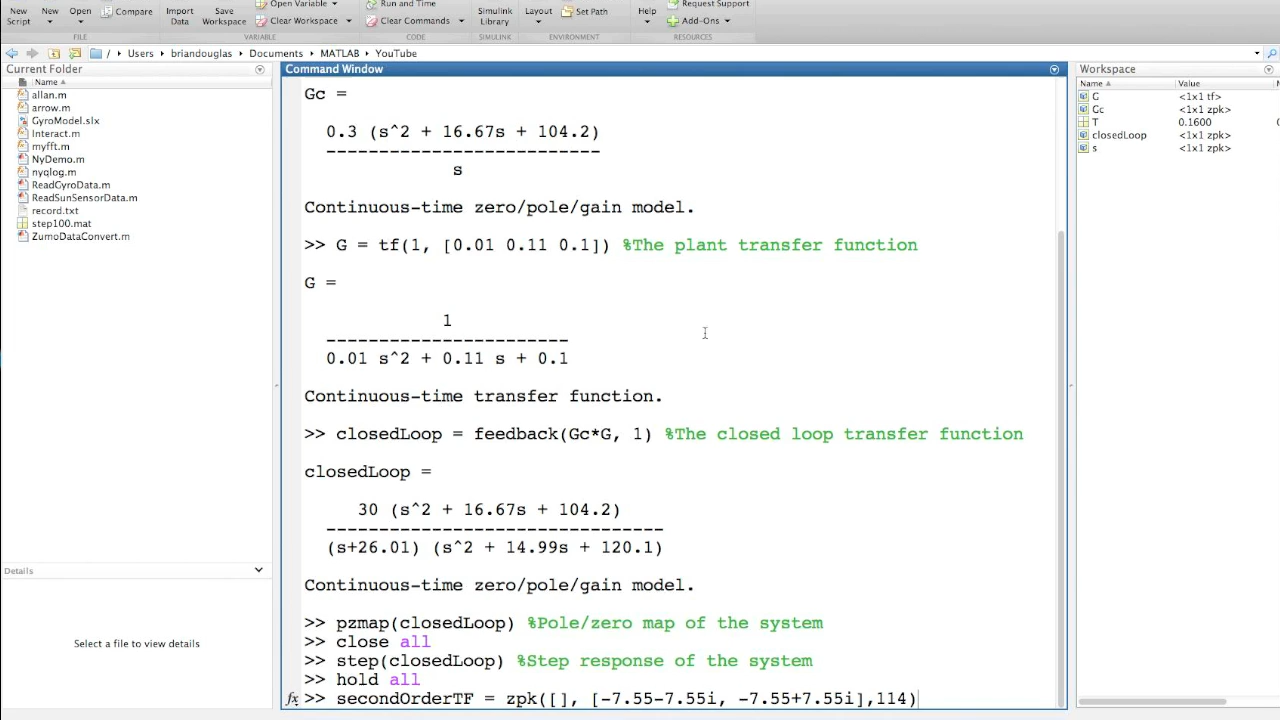 New Script
New
Open
Compare
Import Data
Save Workspace
Open Variable
Clear Workspace
Run and Time
Clear Commands
Simulink Library
Layout
Set Path
Help
Request Support
Add-Ons
FILE
VARIABLE
CODE
SIMULINK
ENVIRONMENT
RESOURCES
/ Users briandouglas Documents MATLAB YouTube
Current Folder
Name
allan.m
arrow.m
GyroModel.slx
Interact.m
myfft.m
NyDemo.m
nyqlog.m
ReadGyroData.m
ReadSunSensorData.m
record.txt
step100.mat
ZumoDataConvert.m
Details
Select a file to view details
Command Window
Gc =
0.3 (s^2 + 16.67s + 104.2)
--------------------------
s
Continuous-time zero/pole/gain model.
>> G = tf(1, [0.01 0.11 0.1]) %The plant transfer function
G =
1
-----------------------
0.01 s^2 + 0.11 s + 0.1
Continuous-time transfer function.
>> closedLoop = feedback(Gc*G, 1) %The closed loop transfer function
closedLoop =
30 (s^2 + 16.67s + 104.2)
--------------------------------
(s+26.01) (s^2 + 14.99s + 120.1)
Continuous-time zero/pole/gain model.
>> pzmap(closedLoop) %Pole/zero map of the system
>> close all
>> step(closedLoop) %Step response of the system
>> hold all
fx >> secondOrderTF = zpk([], [-7.55-7.55i, -7.55+7.55i],114)
Workspace
Name Value
G <1x1 tf>
Gc <1x1 zpk>
T 0.1600
closedLoop <1x1 zpk>
s <1x1 zpk>